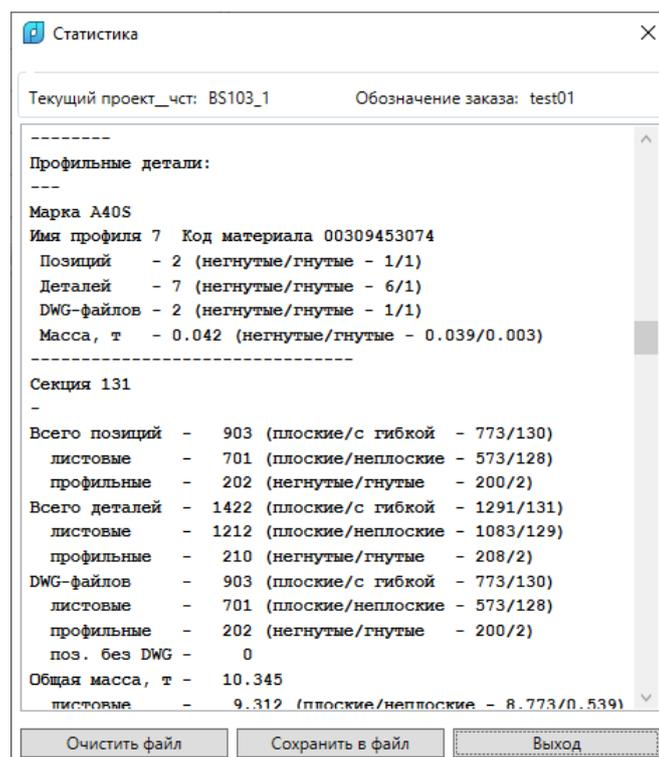 Статистика
Текущий проект__чст: BS103_1 Обозначение заказа: test01
--------
Профильные детали:
---
Марка A40S
Имя профиля 7 Код материала 00309453074
Позиций - 2 (негнутые/гнутые - 1/1)
Деталей - 7 (негнутые/гнутые - 6/1)
DWG-файлов - 2 (негнутые/гнутые - 1/1)
Масса, т - 0.042 (негнутые/гнутые - 0.039/0.003)
--------------------------------
Секция 131
-
Всего позиций - 903 (плоские/с гибкой - 773/130)
листовые - 701 (плоские/неплоские - 573/128)
профильные - 202 (негнутые/гнутые - 200/2)
Всего деталей - 1422 (плоские/с гибкой - 1291/131)
листовые - 1212 (плоские/неплоские - 1083/129)
профильные - 210 (негнутые/гнутые - 208/2)
DWG-файлов - 903 (плоские/с гибкой - 773/130)
листовые - 701 (плоские/неплоские - 573/128)
профильные - 202 (негнутые/гнутые - 200/2)
поз. без DWG - 0
Общая масса, т - 10.345
листовые - 9.312 (плоские/неплоские - 8.773/0.539)
Очистить файл Сохранить в файл Выход